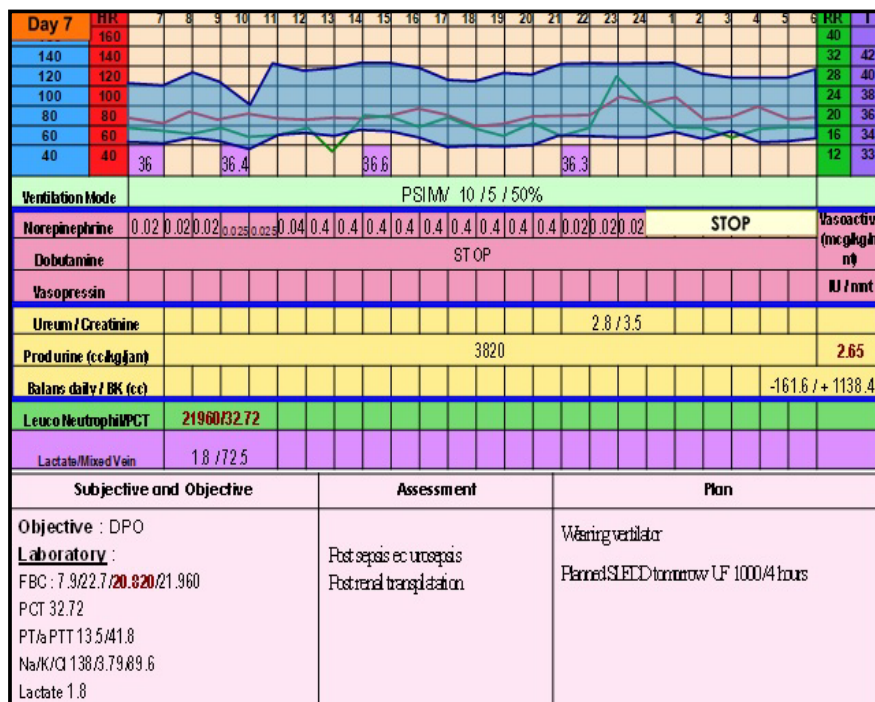 Day 7 HR 7 8 9 10 11 12 13 14 15 16 17 18 19 20 21 22 23 24 1 2 3 4 5 6 RR T
160 40
140 140 32 42
120 120 28 40
100 100 24 38
80 80 20 36
60 60 16 34
40 40 36 36.4 36.6 36.3 12 33
Ventilation Mode PSIMV 10 / 5 / 50%
Norepinephrine 0.02 0.02 0.02 0.025 0.025 0.04 0.4 0.4 0.4 0.4 0.4 0.4 0.4 0.4 0.4 0.02 0.02 0.02 STOP Vasoactive
(mcg/kg/m
Dobutamine STOP
n)
Vasopressin IU / mnt
Ureum / Creatinine 2.8 / 3.5
Prod urine (cc/kg/jam) 3820 2.65
Balans daily / BK (cc) -161.6 / + 1138.4
Leuco Neutrophil/PCT 21960/32.72
Lactate/Mixed Vein 1.8 /72.5
Subjective and Objective Assessment Plan
Objective : DPO
Laboratory :
FBC : 7.9/22.7/20.820/21.960
PCT 32.72
PT/aPTT 13.5/41.8
Na/K/Cl 138/3.79/89.6
Lactate 1.8
Post sepsis ec urosepsis
Post renal transplatation
Weaning ventilator
Planned SLEDD tomorrow UF 1000/4 hours